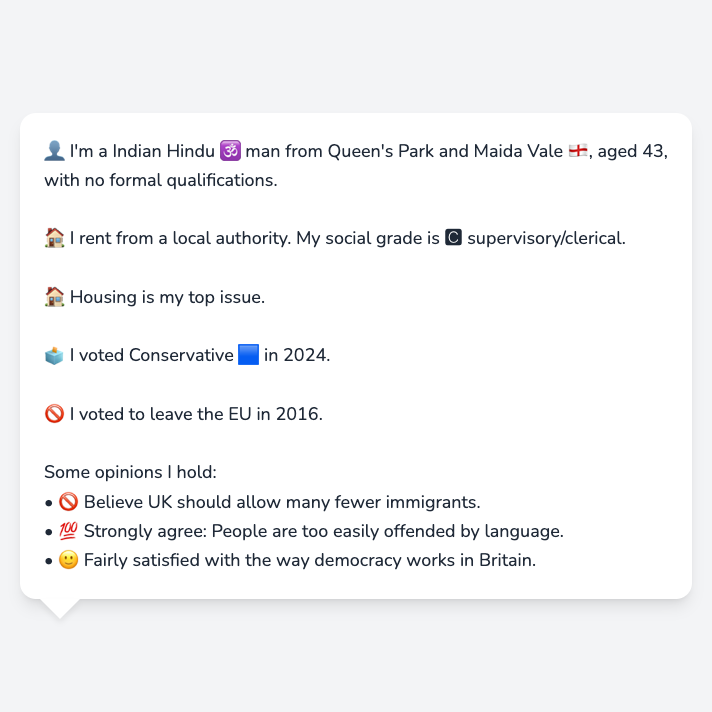 👤 I'm a Indian Hindu 🕉️ man from Queen's Park and Maida Vale 🏴󠁧󠁢󠁥󠁮󠁧󠁿, aged 43,
with no formal qualifications.
🏠 I rent from a local authority. My social grade is 🅲 supervisory/clerical.
🏠 Housing is my top issue.
🗳️ I voted Conservative 🟦 in 2024.
🚫 I voted to leave the EU in 2016.
Some opinions I hold:
• 🚫 Believe UK should allow many fewer immigrants.
• 💯 Strongly agree: People are too easily offended by language.
• 🙂 Fairly satisfied with the way democracy works in Britain.